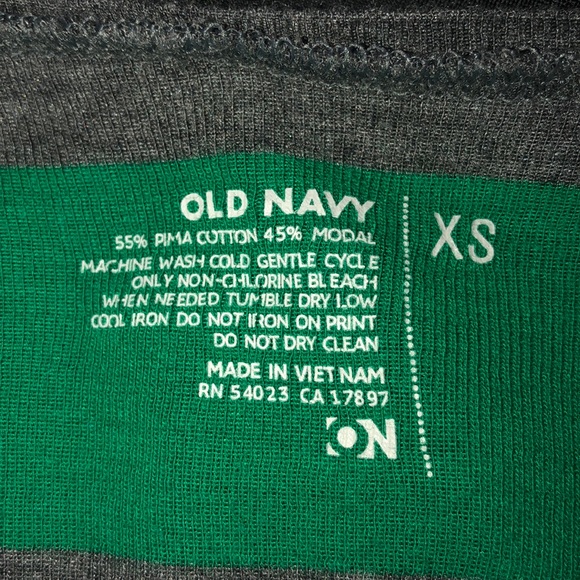 OLD NAVY
XS
55% PIMA COTTON 45% MODAL
MACHINE WASH COLD GENTLE CYCLE
ONLY NON-CHLORINE BLEACH
WHEN NEEDED TUMBLE DRY LOW
COOL IRON DO NOT IRON ON PRINT
DO NOT DRY CLEAN
MADE IN VIETNAM
RN 54023 CA 17897
ON